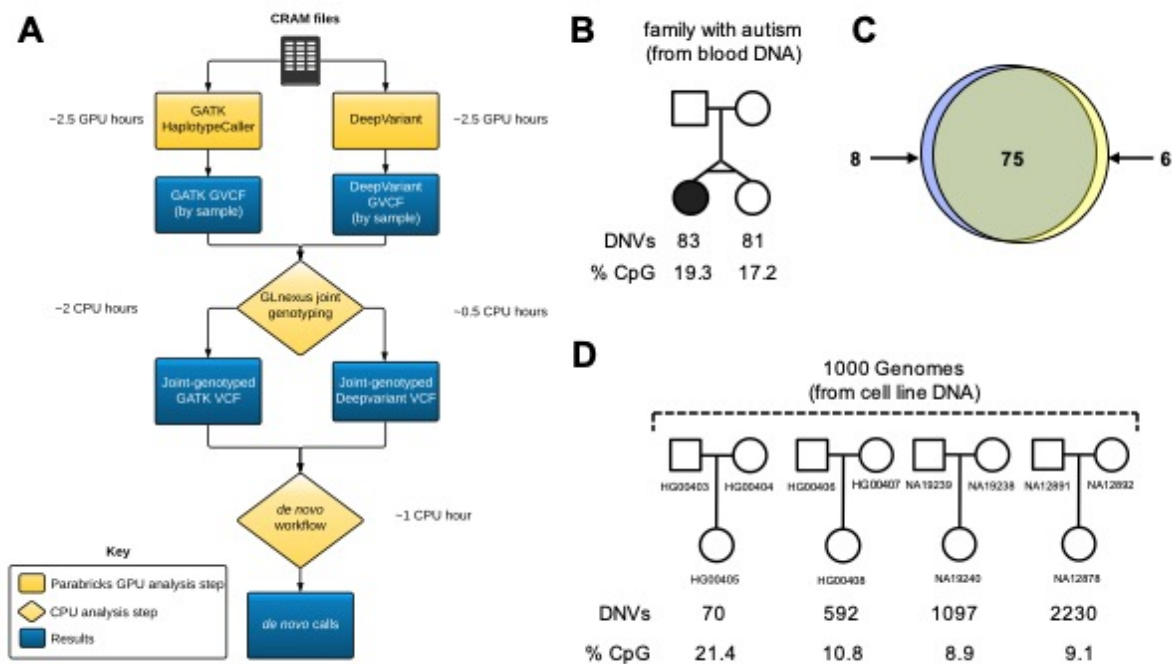 A
CRAM files
~2.5 GPU hours
GATK
HaplotypeCaller
DeepVariant
~2.5 GPU hours
GATK GVCF
(by sample)
DeepVariant
GVCF
(by sample)
~2 CPU hours
GLnexus joint
genotyping
~0.5 CPU hours
Joint-genotyped
GATK VCF
Joint-genotyped
Deepvariant VCF
de novo
workflow
~1 CPU hour
de novo calls
Key
Parabricks GPU analysis step
CPU analysis step
Results
B
family with autism
(from blood DNA)
DNVs 83 81
% CpG 19.3 17.2
C
8 75 6
D
1000 Genomes
(from cell line DNA)
HG00403 HG00404 HG00406 HG00407 NA19239 NA19238 NA12891 NA12892
HG00405 HG00408 NA19240 NA12878
DNVs 70 592 1097 2230
% CpG 21.4 10.8 8.9 9.1